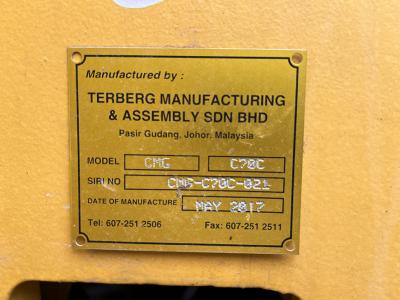 Manufactured by :
TERBERG MANUFACTURING
& ASSEMBLY SDN BHD
Pasir Gudang, Johor, Malaysia
MODEL CMG C70C
SIRI NO CMG-C70C-021
DATE OF MANUFACTURE MAY 2017
Tel: 607-251 2506 Fax: 607-251 2511